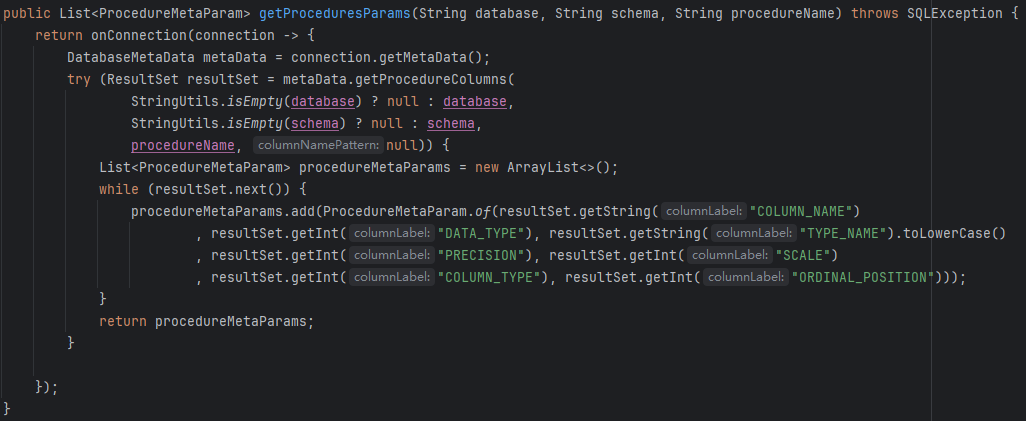 public List<ProcedureMetaParam> getProceduresParams(String database, String schema, String procedureName) throws SQLException {
    return onConnection(connection -> {
        DatabaseMetaData metaData = connection.getMetaData();
        try (ResultSet resultSet = metaData.getProcedureColumns(
                StringUtils.isEmpty(database) ? null : database,
                StringUtils.isEmpty(schema) ? null : schema,
                procedureName, columnNamePattern: null)) {
            List<ProcedureMetaParam> procedureMetaParams = new ArrayList<>();
            while (resultSet.next()) {
                procedureMetaParams.add(ProcedureMetaParam.of(resultSet.getString( columnLabel: "COLUMN_NAME")
                        , resultSet.getInt( columnLabel: "DATA_TYPE"), resultSet.getString( columnLabel: "TYPE_NAME").toLowerCase()
                        , resultSet.getInt( columnLabel: "PRECISION"), resultSet.getInt( columnLabel: "SCALE")
                        , resultSet.getInt( columnLabel: "COLUMN_TYPE"), resultSet.getInt( columnLabel: "ORDINAL_POSITION")));
            }
            return procedureMetaParams;
        }
    });
}